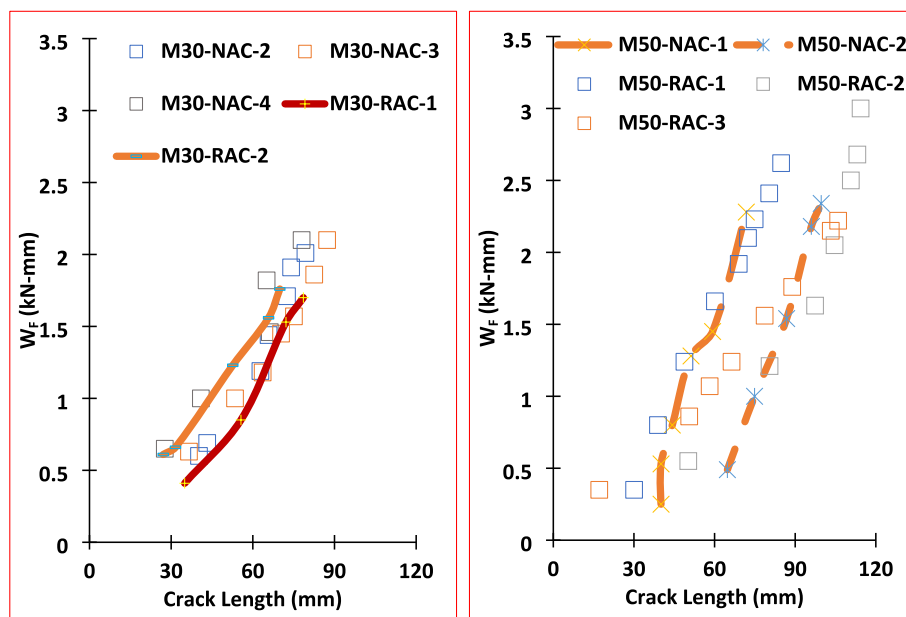 3.5
M30-NAC-2 M30-NAC-3
3
M30-NAC-4 M30-RAC-1
2.5
M30-RAC-2
2
1.5
1
0.5
0
W_F (kN-mm)
0 30 60 90 120
Crack Length (mm)
3.5
M50-NAC-1 M50-NAC-2
3
M50-RAC-1 M50-RAC-2
M50-RAC-3
2.5
2
1.5
1
0.5
0
W_F (kN-mm)
0 30 60 90 120
Crack Length (mm)